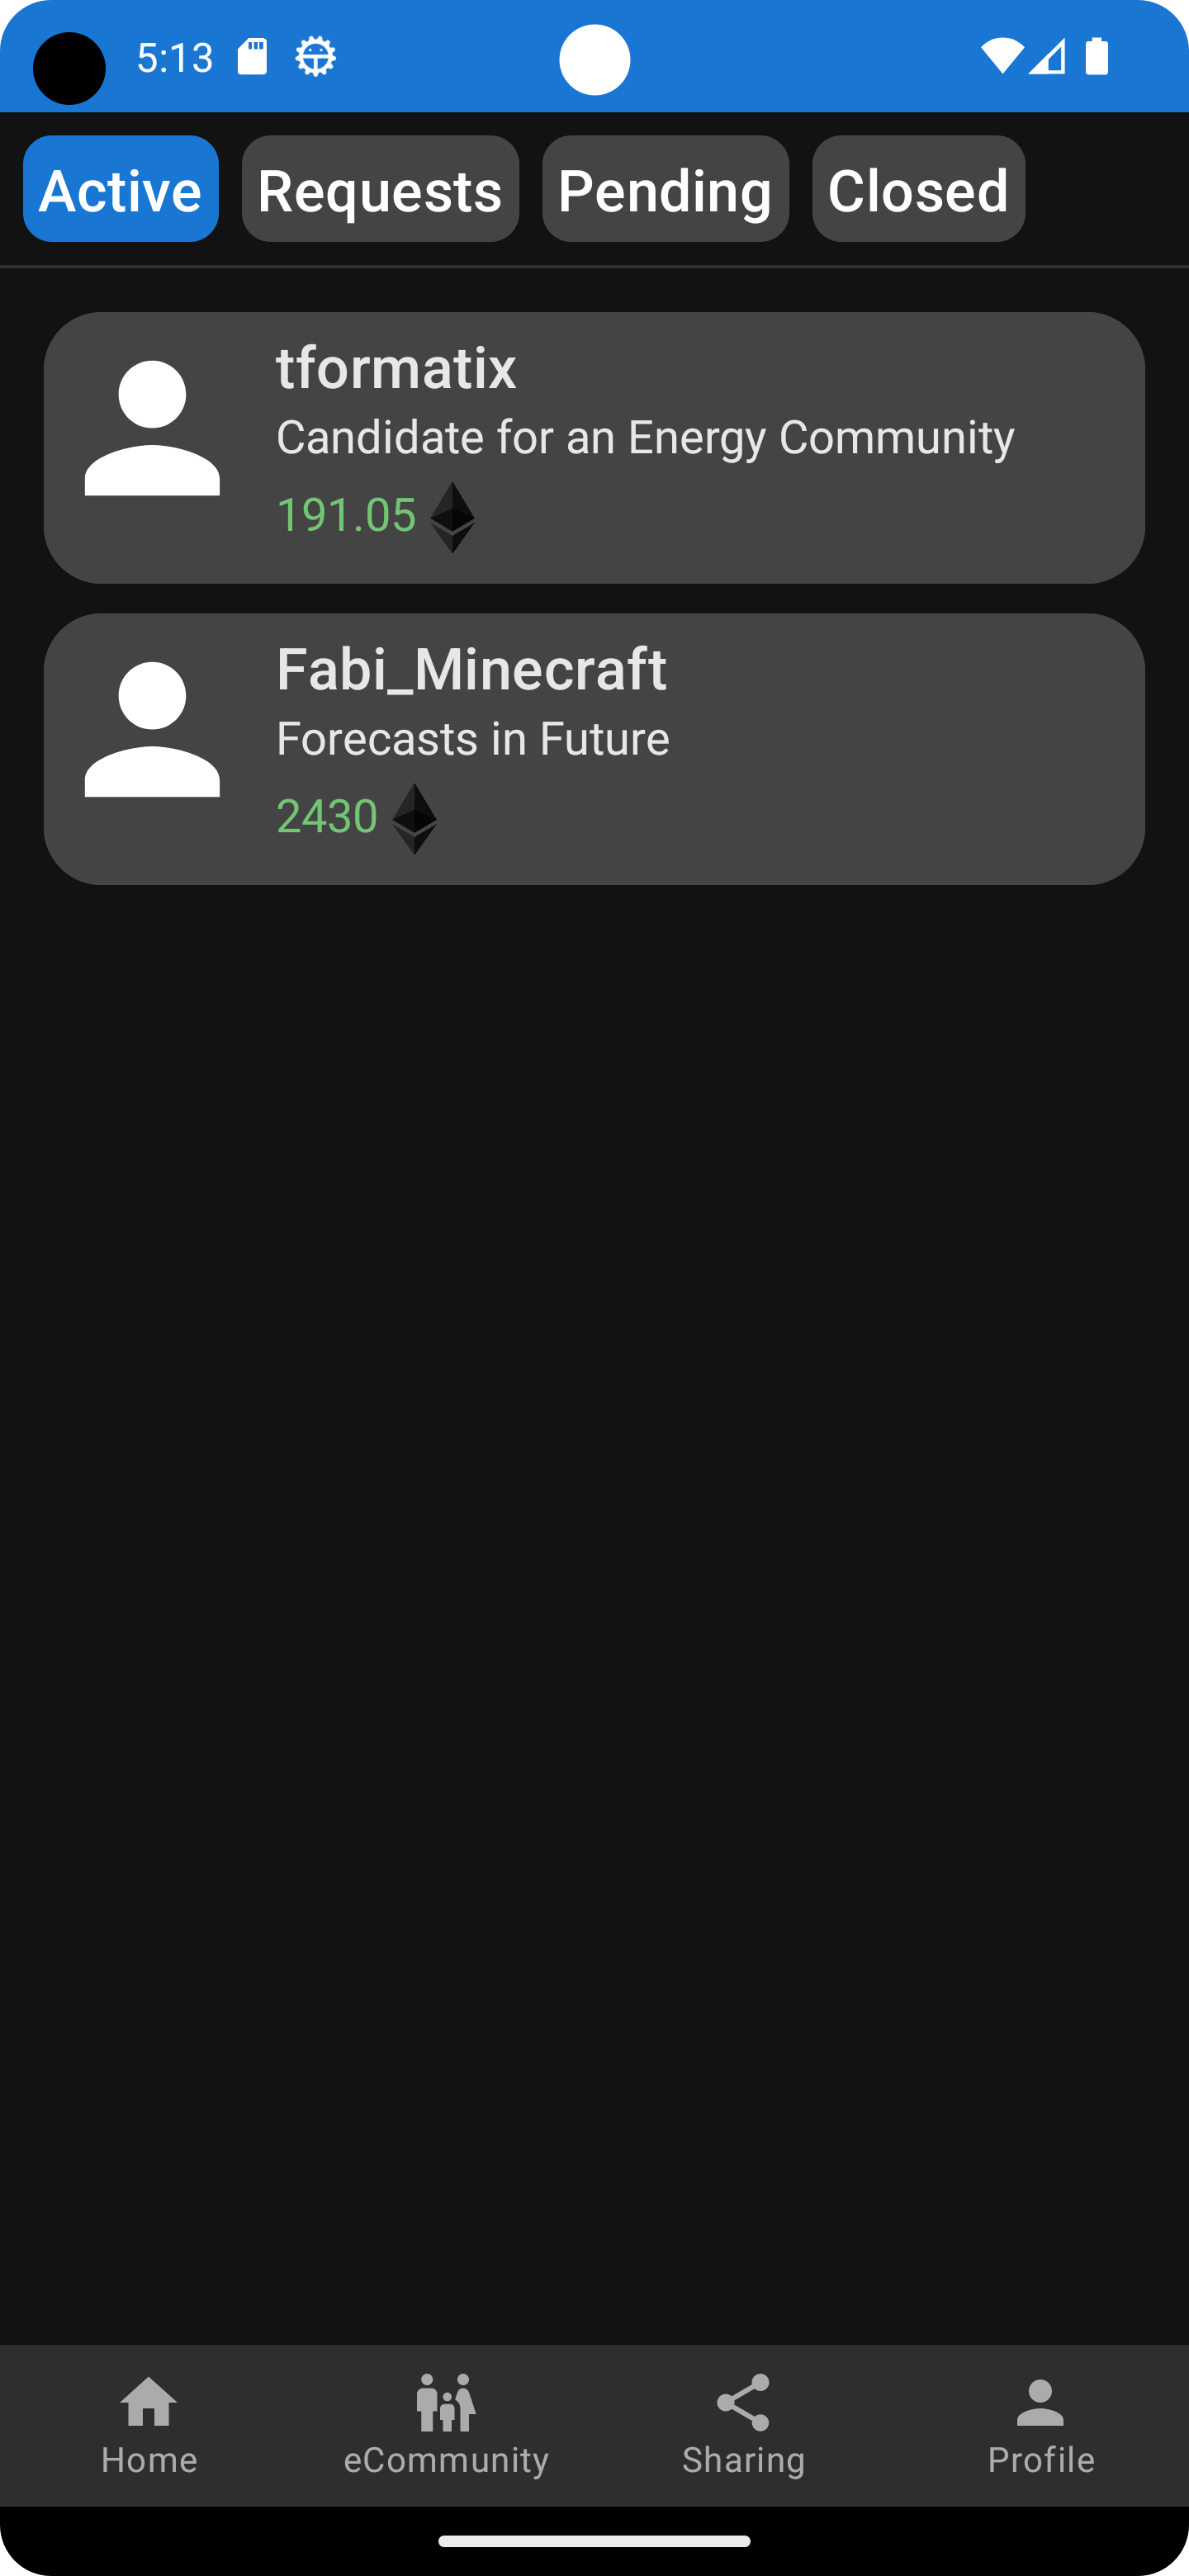 5:13
Active Requests Pending Closed
tformatix
Candidate for an Energy Community
191.05
Fabi_Minecraft
Forecasts in Future
2430
Home eCommunity Sharing Profile